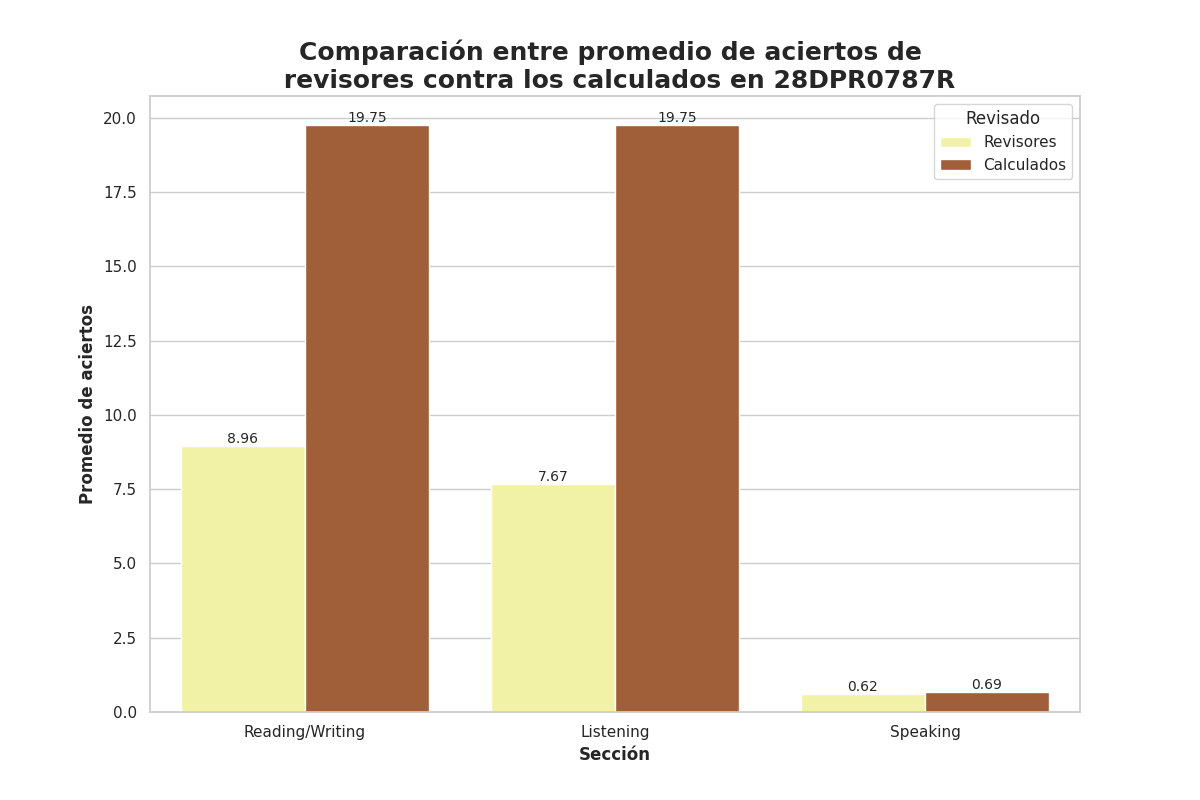 Comparación entre promedio de aciertos de
revisores contra los calculados en 28DPR0787R
Revisado
Revisores
Calculados
Promedio de aciertos
20.0
17.5
15.0
12.5
10.0
7.5
5.0
2.5
0.0
8.96
19.75
7.67
19.75
0.62
0.69
Reading/Writing
Listening
Speaking
Sección